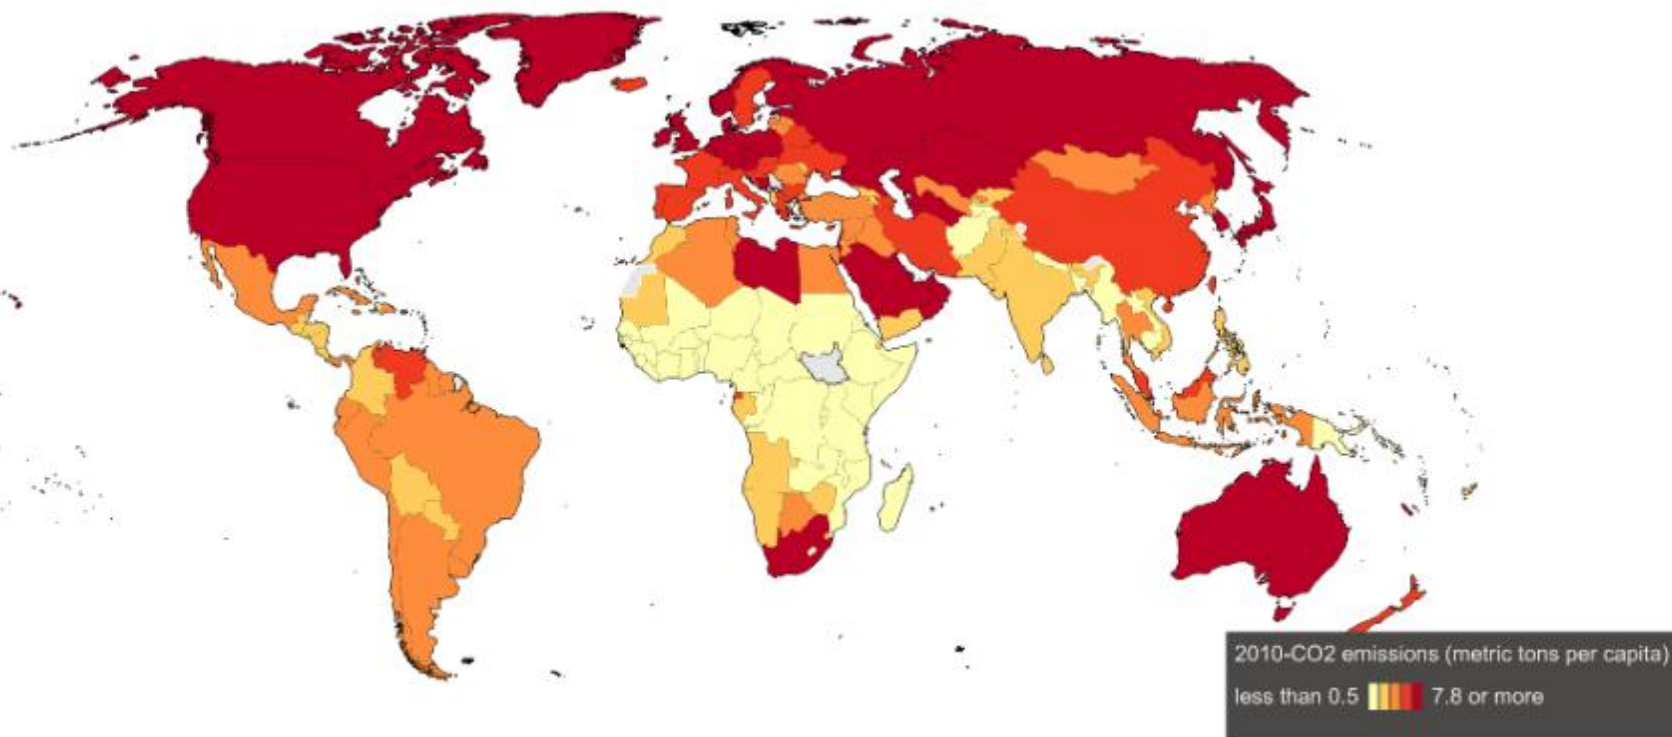 2010-CO2 emissions (metric tons per capita)
less than 0.5 7.8 or more